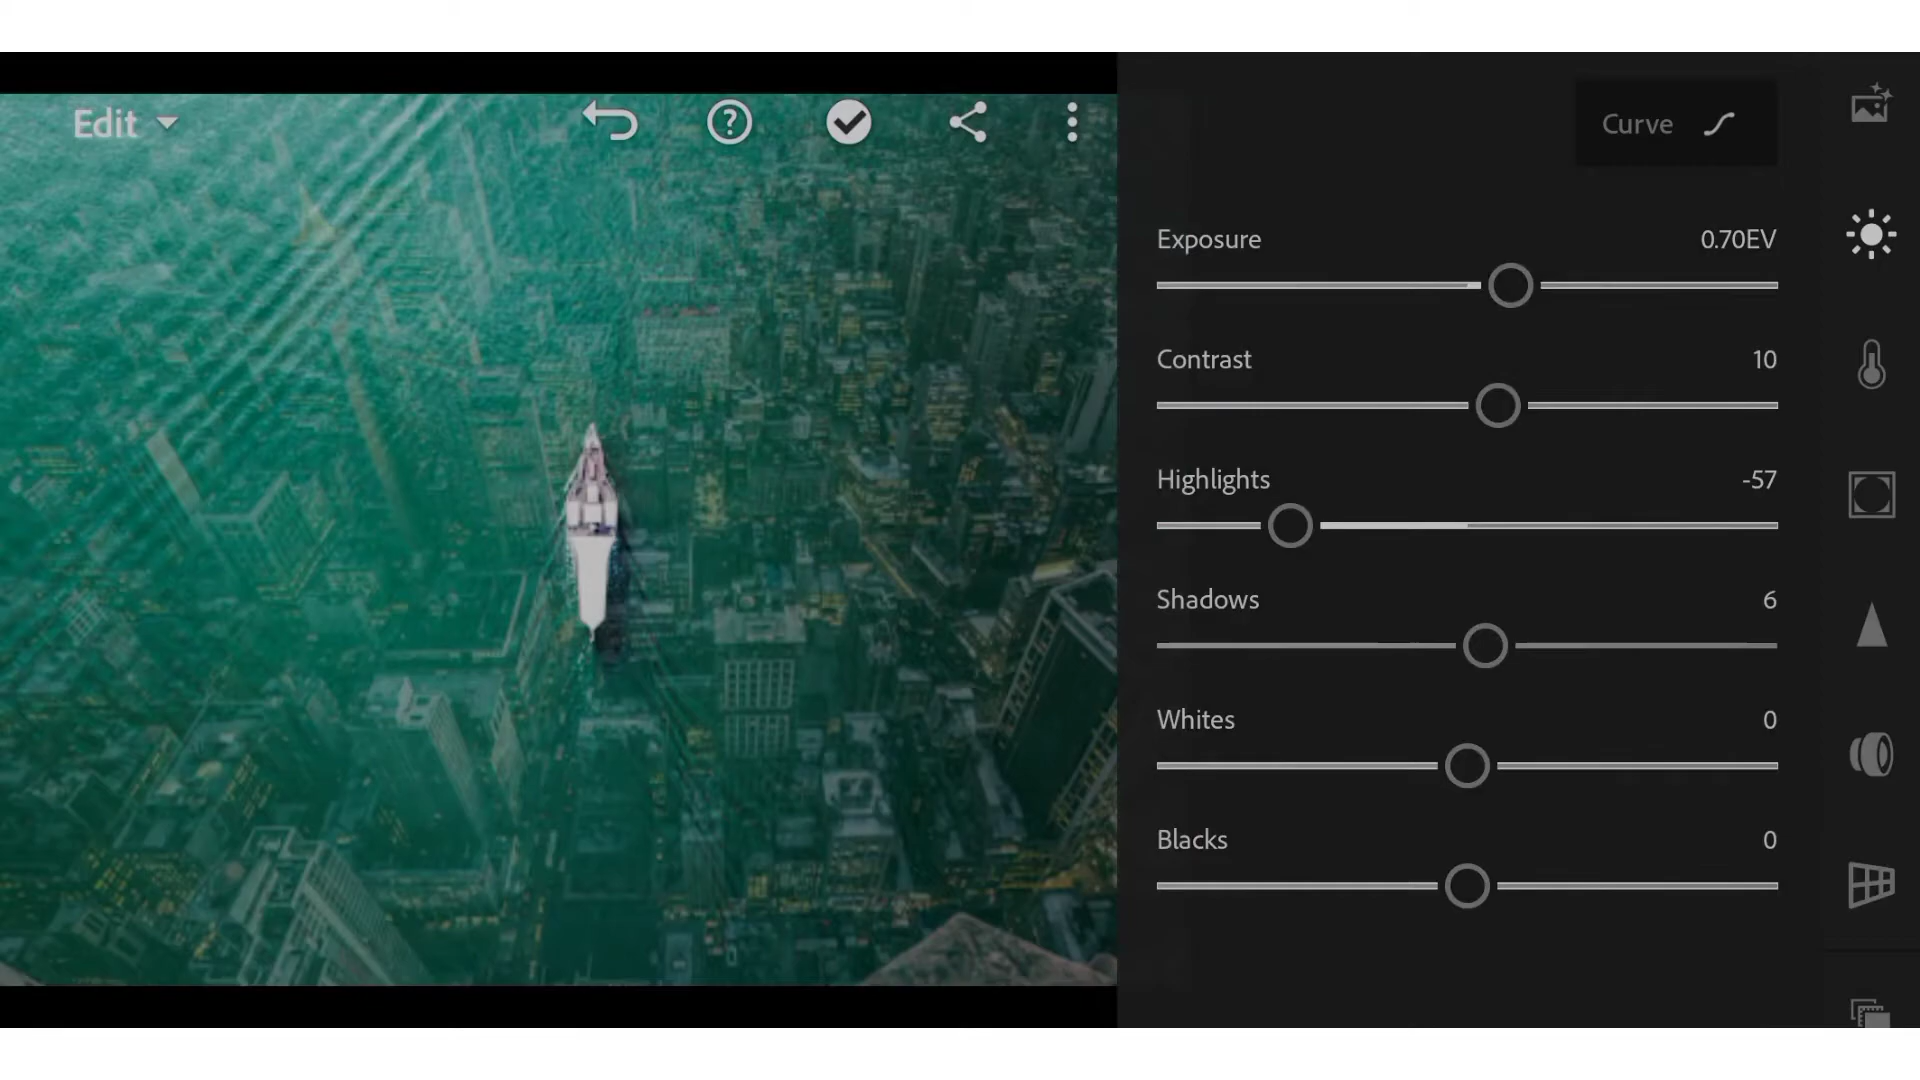 Edit
Curve
Exposure 0.70EV
Contrast 10
Highlights -57
Shadows 6
Whites 0
Blacks 0